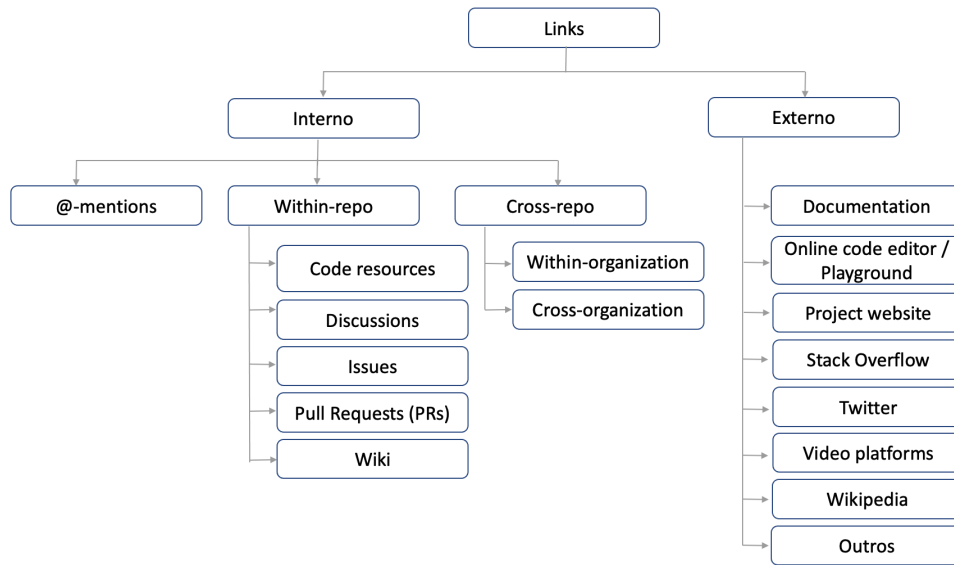 Links
Interno
Externo
@-mentions
Within-repo
Cross-repo
Code resources
Discussions
Issues
Pull Requests (PRs)
Wiki
Within-organization
Cross-organization
Documentation
Online code editor /
Playground
Project website
Stack Overflow
Twitter
Video platforms
Wikipedia
Outros